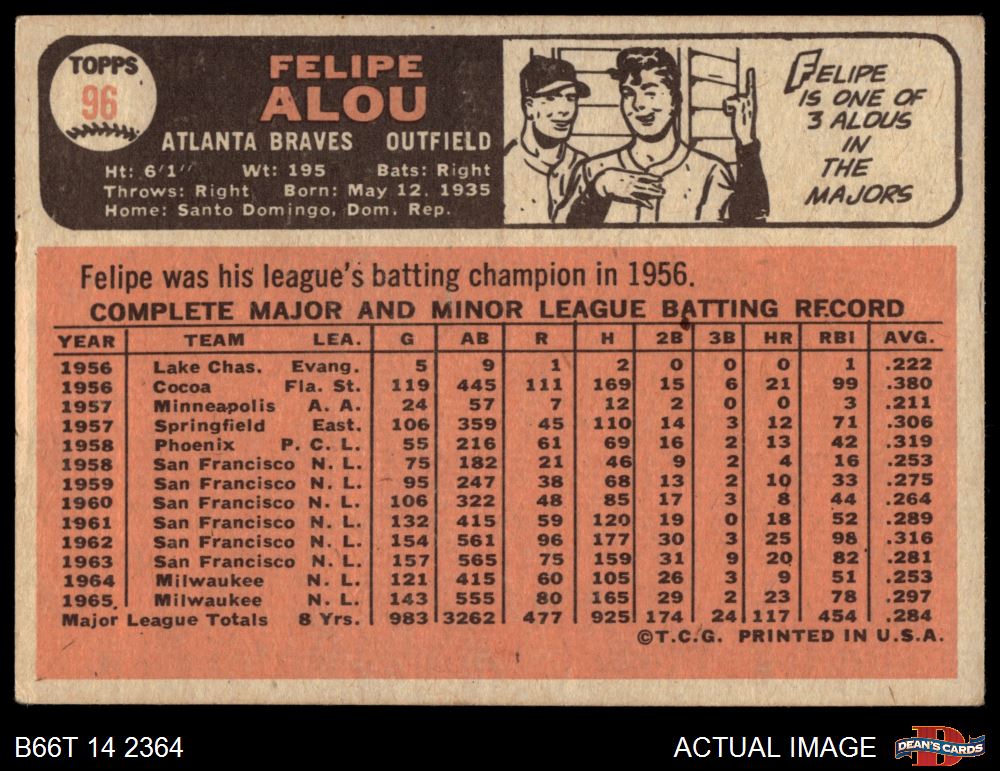 TOPPS
96
FELIPE
ALOU
ATLANTA BRAVES OUTFIELD
Ht: 6'1" Wt: 195 Bats: Right
Throws: Right Born: May 12, 1935
Home: Santo Domingo, Dom. Rep.
FELIPE
IS ONE OF
3 ALOUS
IN
THE
MAJORS
Felipe was his league's batting champion in 1956.
COMPLETE MAJOR AND MINOR LEAGUE BATTING RECORD
YEAR TEAM LEA. G AB R H 2B 3B HR RBI AVG.
1956 Lake Chas. Evang. 5 9 1 2 0 0 0 1 .222
1956 Cocoa Fla. St. 119 445 111 169 15 6 21 99 .380
1957 Minneapolis A. A. 24 57 7 12 2 0 0 3 .211
1957 Springfield East. 106 359 45 110 14 3 12 71 .306
1958 Phoenix P. C. L. 55 216 61 69 16 2 13 42 .319
1958 San Francisco N. L. 75 182 21 46 9 2 4 16 .253
1959 San Francisco N. L. 95 247 38 68 13 2 10 33 .275
1960 San Francisco N. L. 106 322 48 85 17 3 8 44 .264
1961 San Francisco N. L. 132 415 59 120 19 0 18 52 .289
1962 San Francisco N. L. 154 561 96 177 30 3 25 98 .316
1963 San Francisco N. L. 157 565 75 159 31 9 20 82 .281
1964 Milwaukee N. L. 121 415 60 105 26 3 9 51 .253
1965 Milwaukee N. L. 143 555 80 165 29 2 23 78 .297
Major League Totals 8 Yrs. 983 3262 477 925 174 24 117 454 .284
©T.C.G. PRINTED IN U.S.A.
B66T 14 2364 ACTUAL IMAGE DEAN'S CARDS